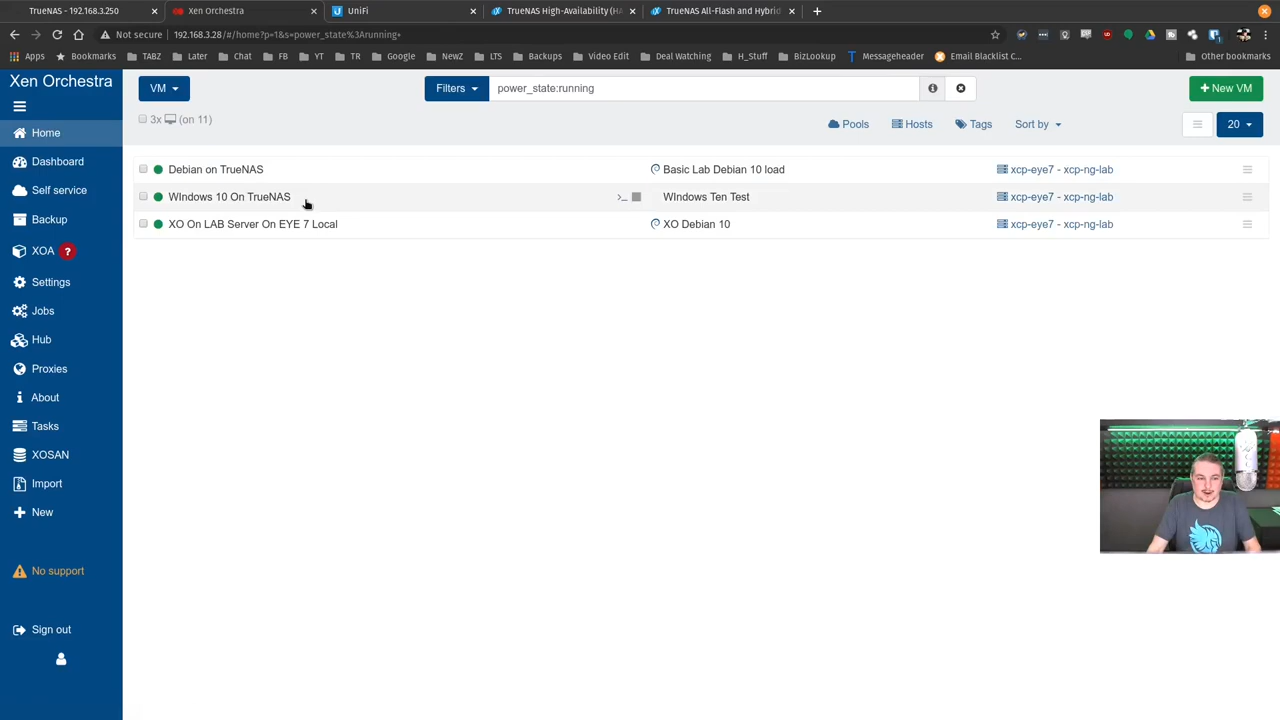 TrueNAS - 192.168.3.250
Xen Orchestra
UniFi
TrueNAS High-Availability (HA
TrueNAS All-Flash and Hybrid
Not secure 192.168.3.28/#/home?p=1&s=power_state%3Arunning+
Apps Bookmarks TABZ Later Chat FB YT TR Google LTS NewZ Backups Video Edit Deal Watching H_Stuff BizLookup Messageheader Email Blacklist C... Other bookmarks
Xen Orchestra
Home
Dashboard
Self service
Backup
XOA ?
Settings
Jobs
Hub
Proxies
About
Tasks
XOSAN
Import
New
No support
Sign out
VM Filters power_state:running + New VM
3x (on 11) Pools Hosts Tags Sort by 20
Debian on TrueNAS Basic Lab Debian 10 load xcp-eye7 - xcp-ng-lab
WIndows 10 On TrueNAS >_ WIndows Ten Test xcp-eye7 - xcp-ng-lab
XO On LAB Server On EYE 7 Local XO Debian 10 xcp-eye7 - xcp-ng-lab